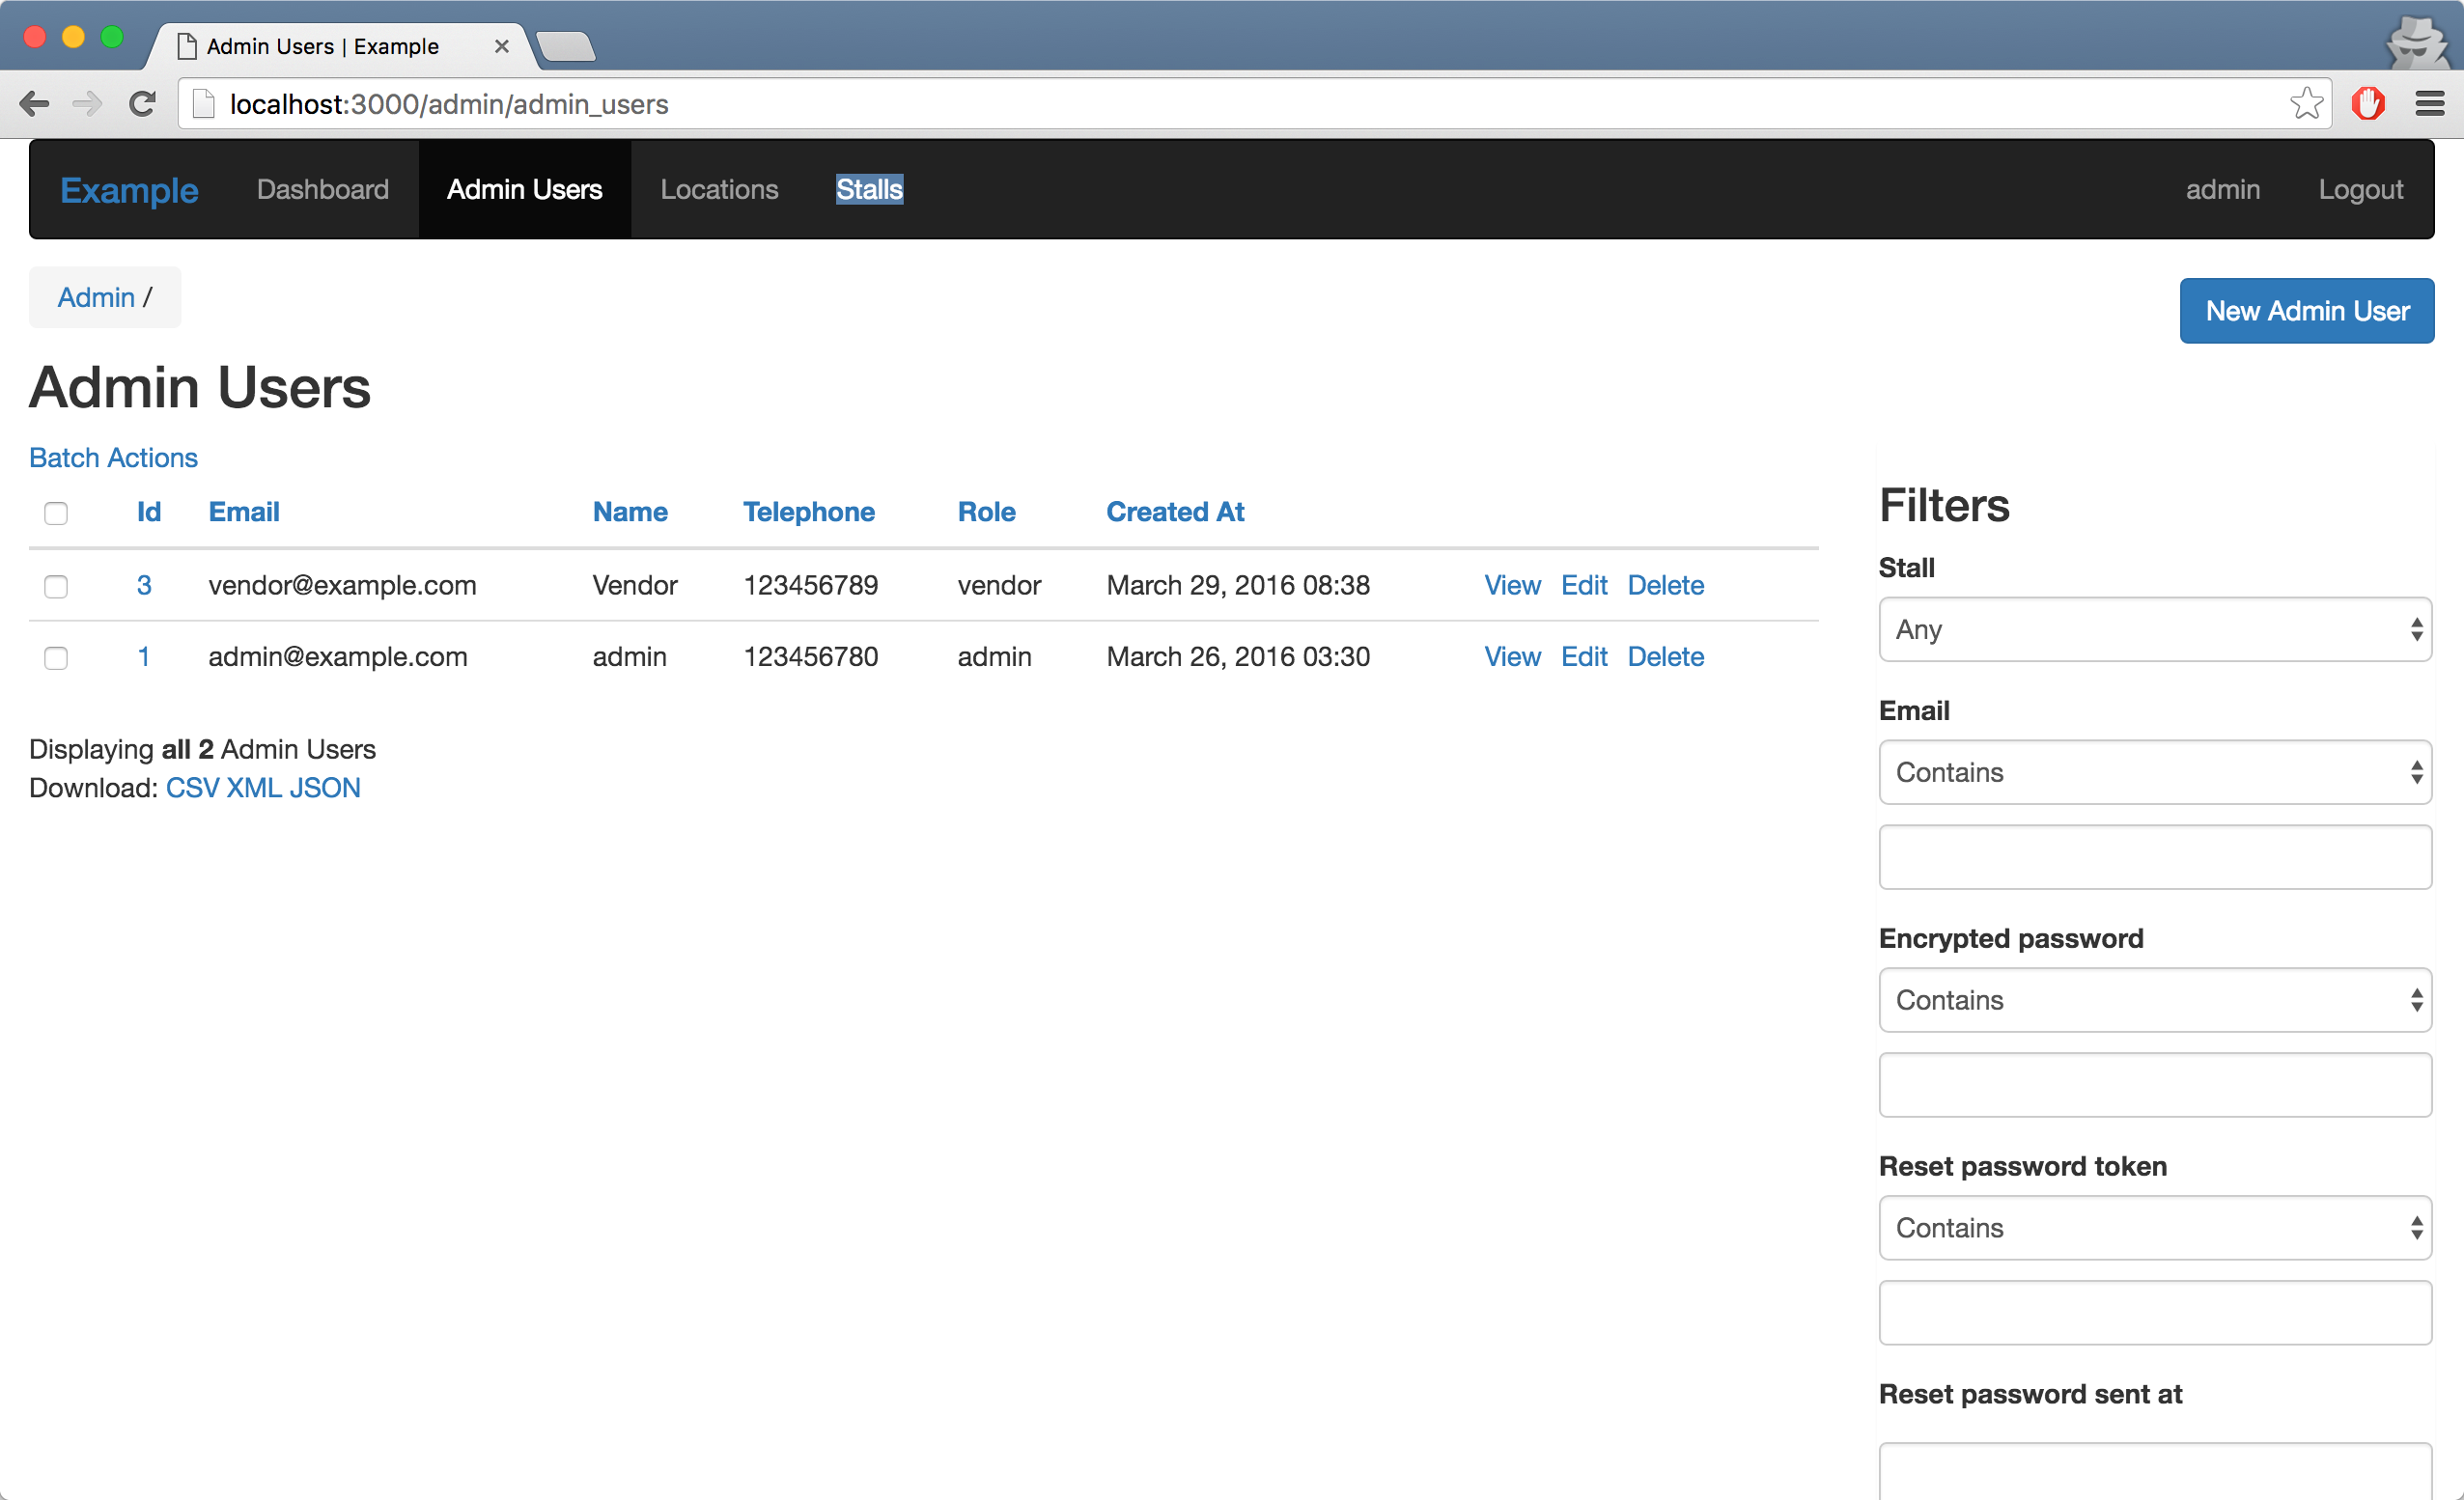 Admin Users | Example
localhost:3000/admin/admin_users
Example Dashboard Admin Users Locations Stalls admin Logout
Admin /
New Admin User
Admin Users
Batch Actions
Id Email Name Telephone Role Created At
3 vendor@example.com Vendor 123456789 vendor March 29, 2016 08:38 View Edit Delete
1 admin@example.com admin 123456780 admin March 26, 2016 03:30 View Edit Delete
Displaying all 2 Admin Users
Download: CSV XML JSON
Filters
Stall
Any
Email
Contains
Encrypted password
Contains
Reset password token
Contains
Reset password sent at